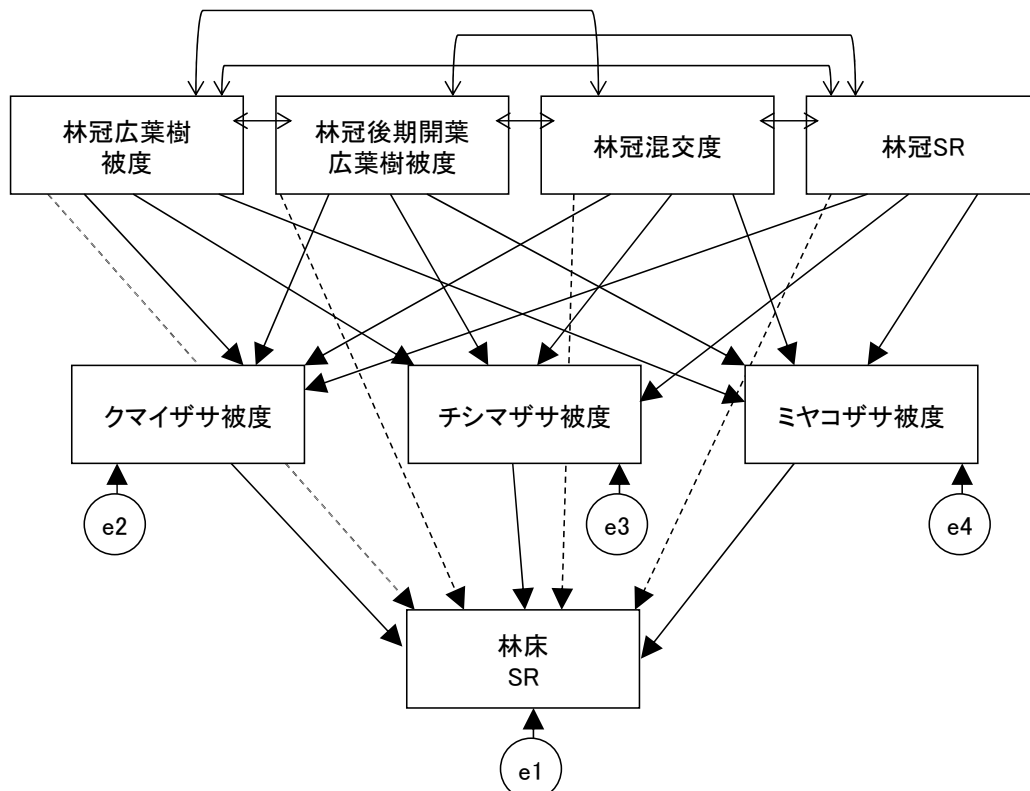 林冠広葉樹
被度
林冠後期開葉
広葉樹被度
林冠混交度
林冠SR
クマイザサ被度
チシマザサ被度
ミヤコザサ被度
e2
e3
e4
林床
SR
e1